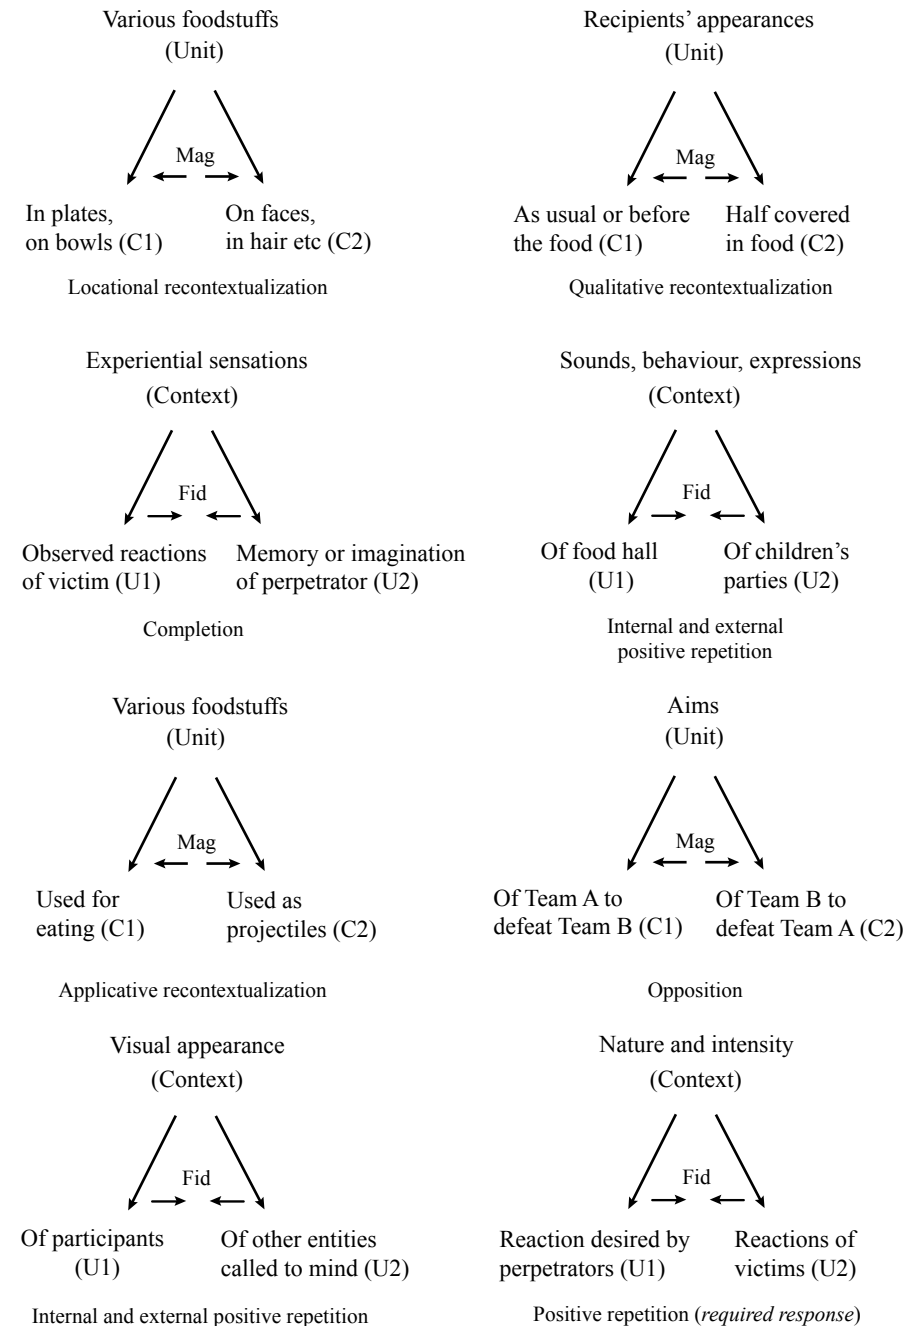 Various foodstuffs
(Unit)
Mag
In plates,
on bowls (C1)
On faces,
in hair etc (C2)
Locational recontextualization
Recipients’ appearances
(Unit)
Mag
As usual or before
the food (C1)
Half covered
in food (C2)
Qualitative recontextualization
Experiential sensations
(Context)
Fid
Observed reactions
of victim (U1)
Memory or imagination
of perpetrator (U2)
Completion
Sounds, behaviour, expressions
(Context)
Fid
Of food hall
(U1)
Of children’s
parties (U2)
Internal and external
positive repetition
Various foodstuffs
(Unit)
Mag
Used for
eating (C1)
Used as
projectiles (C2)
Applicative recontextualization
Aims
(Unit)
Mag
Of Team A to
defeat Team B (C1)
Of Team B to
defeat Team A (C2)
Opposition
Visual appearance
(Context)
Fid
Of participants
(U1)
Of other entities
called to mind (U2)
Internal and external positive repetition
Nature and intensity
(Context)
Fid
Reaction desired by
perpetrators (U1)
Reactions of
victims (U2)
Positive repetition (required response)